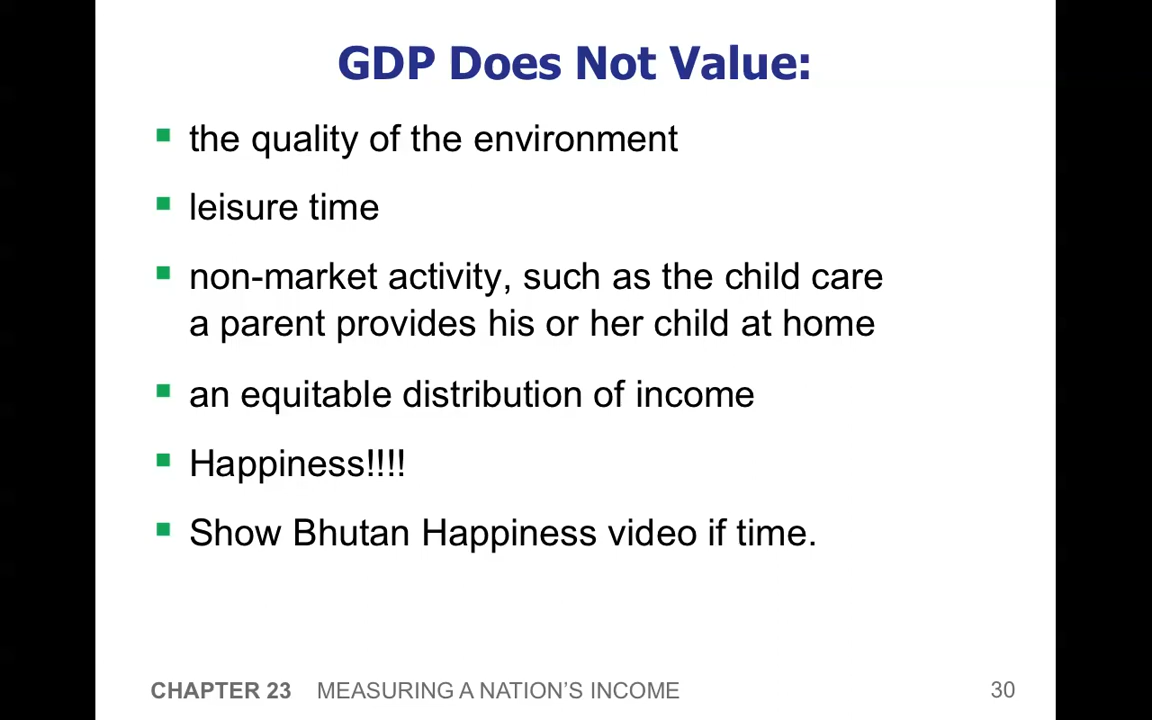 GDP Does Not Value:
the quality of the environment
leisure time
non-market activity, such as the child care
a parent provides his or her child at home
an equitable distribution of income
Happiness!!!!
Show Bhutan Happiness video if time.
CHAPTER 23 MEASURING A NATION’S INCOME 30